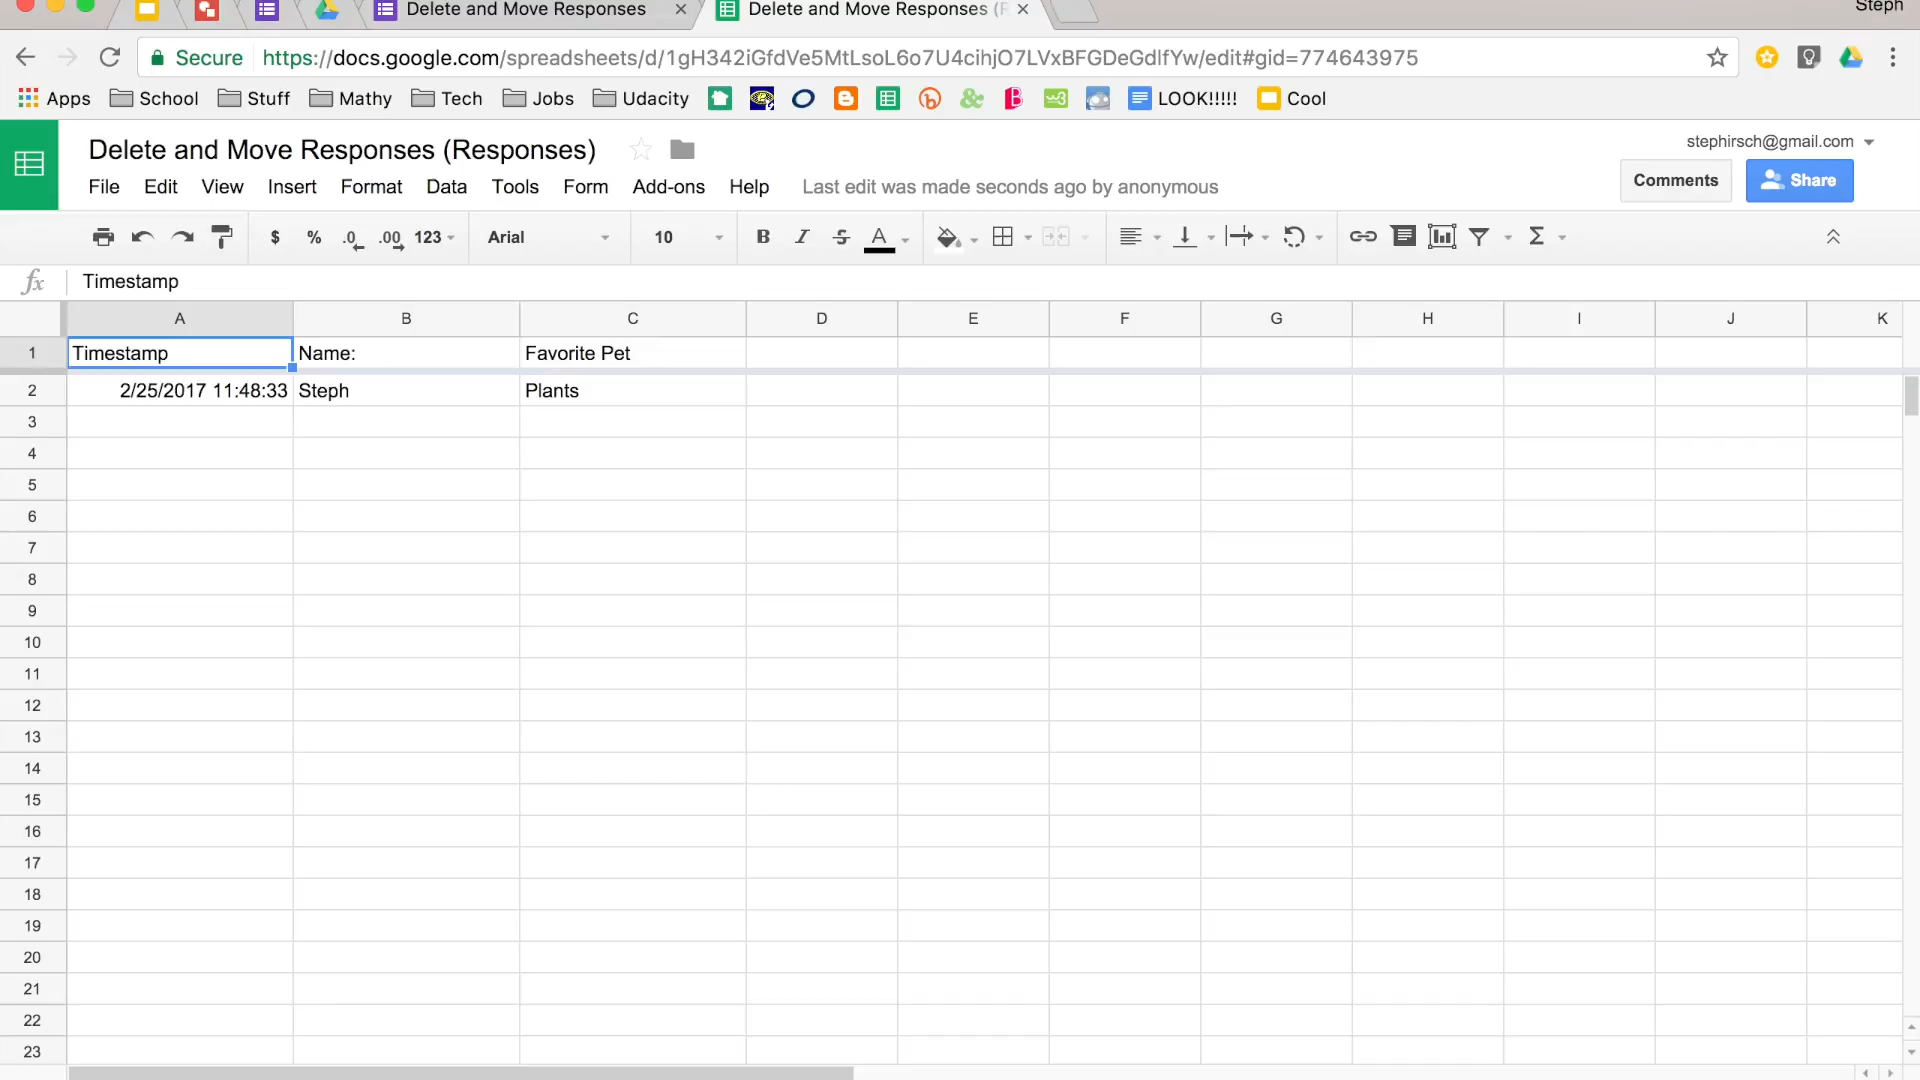 Delete and Move Responses
Delete and Move Responses (R
Steph
Secure https://docs.google.com/spreadsheets/d/1gH342iGfdVe5MtLsoL6o7U4cihjO7LVxBFGDeGdlfYw/edit#gid=774643975
Apps School Stuff Mathy Tech Jobs Udacity LOOK!!!!! Cool
Delete and Move Responses (Responses)
stephirsch@gmail.com
File Edit View Insert Format Data Tools Form Add-ons Help Last edit was made seconds ago by anonymous
Comments Share
$ % .0 .00 123 Arial 10 B I S A Σ
fx Timestamp
A B C D E F G H I J K
1 Timestamp Name: Favorite Pet
2 2/25/2017 11:48:33 Steph Plants
3
4
5
6
7
8
9
10
11
12
13
14
15
16
17
18
19
20
21
22
23